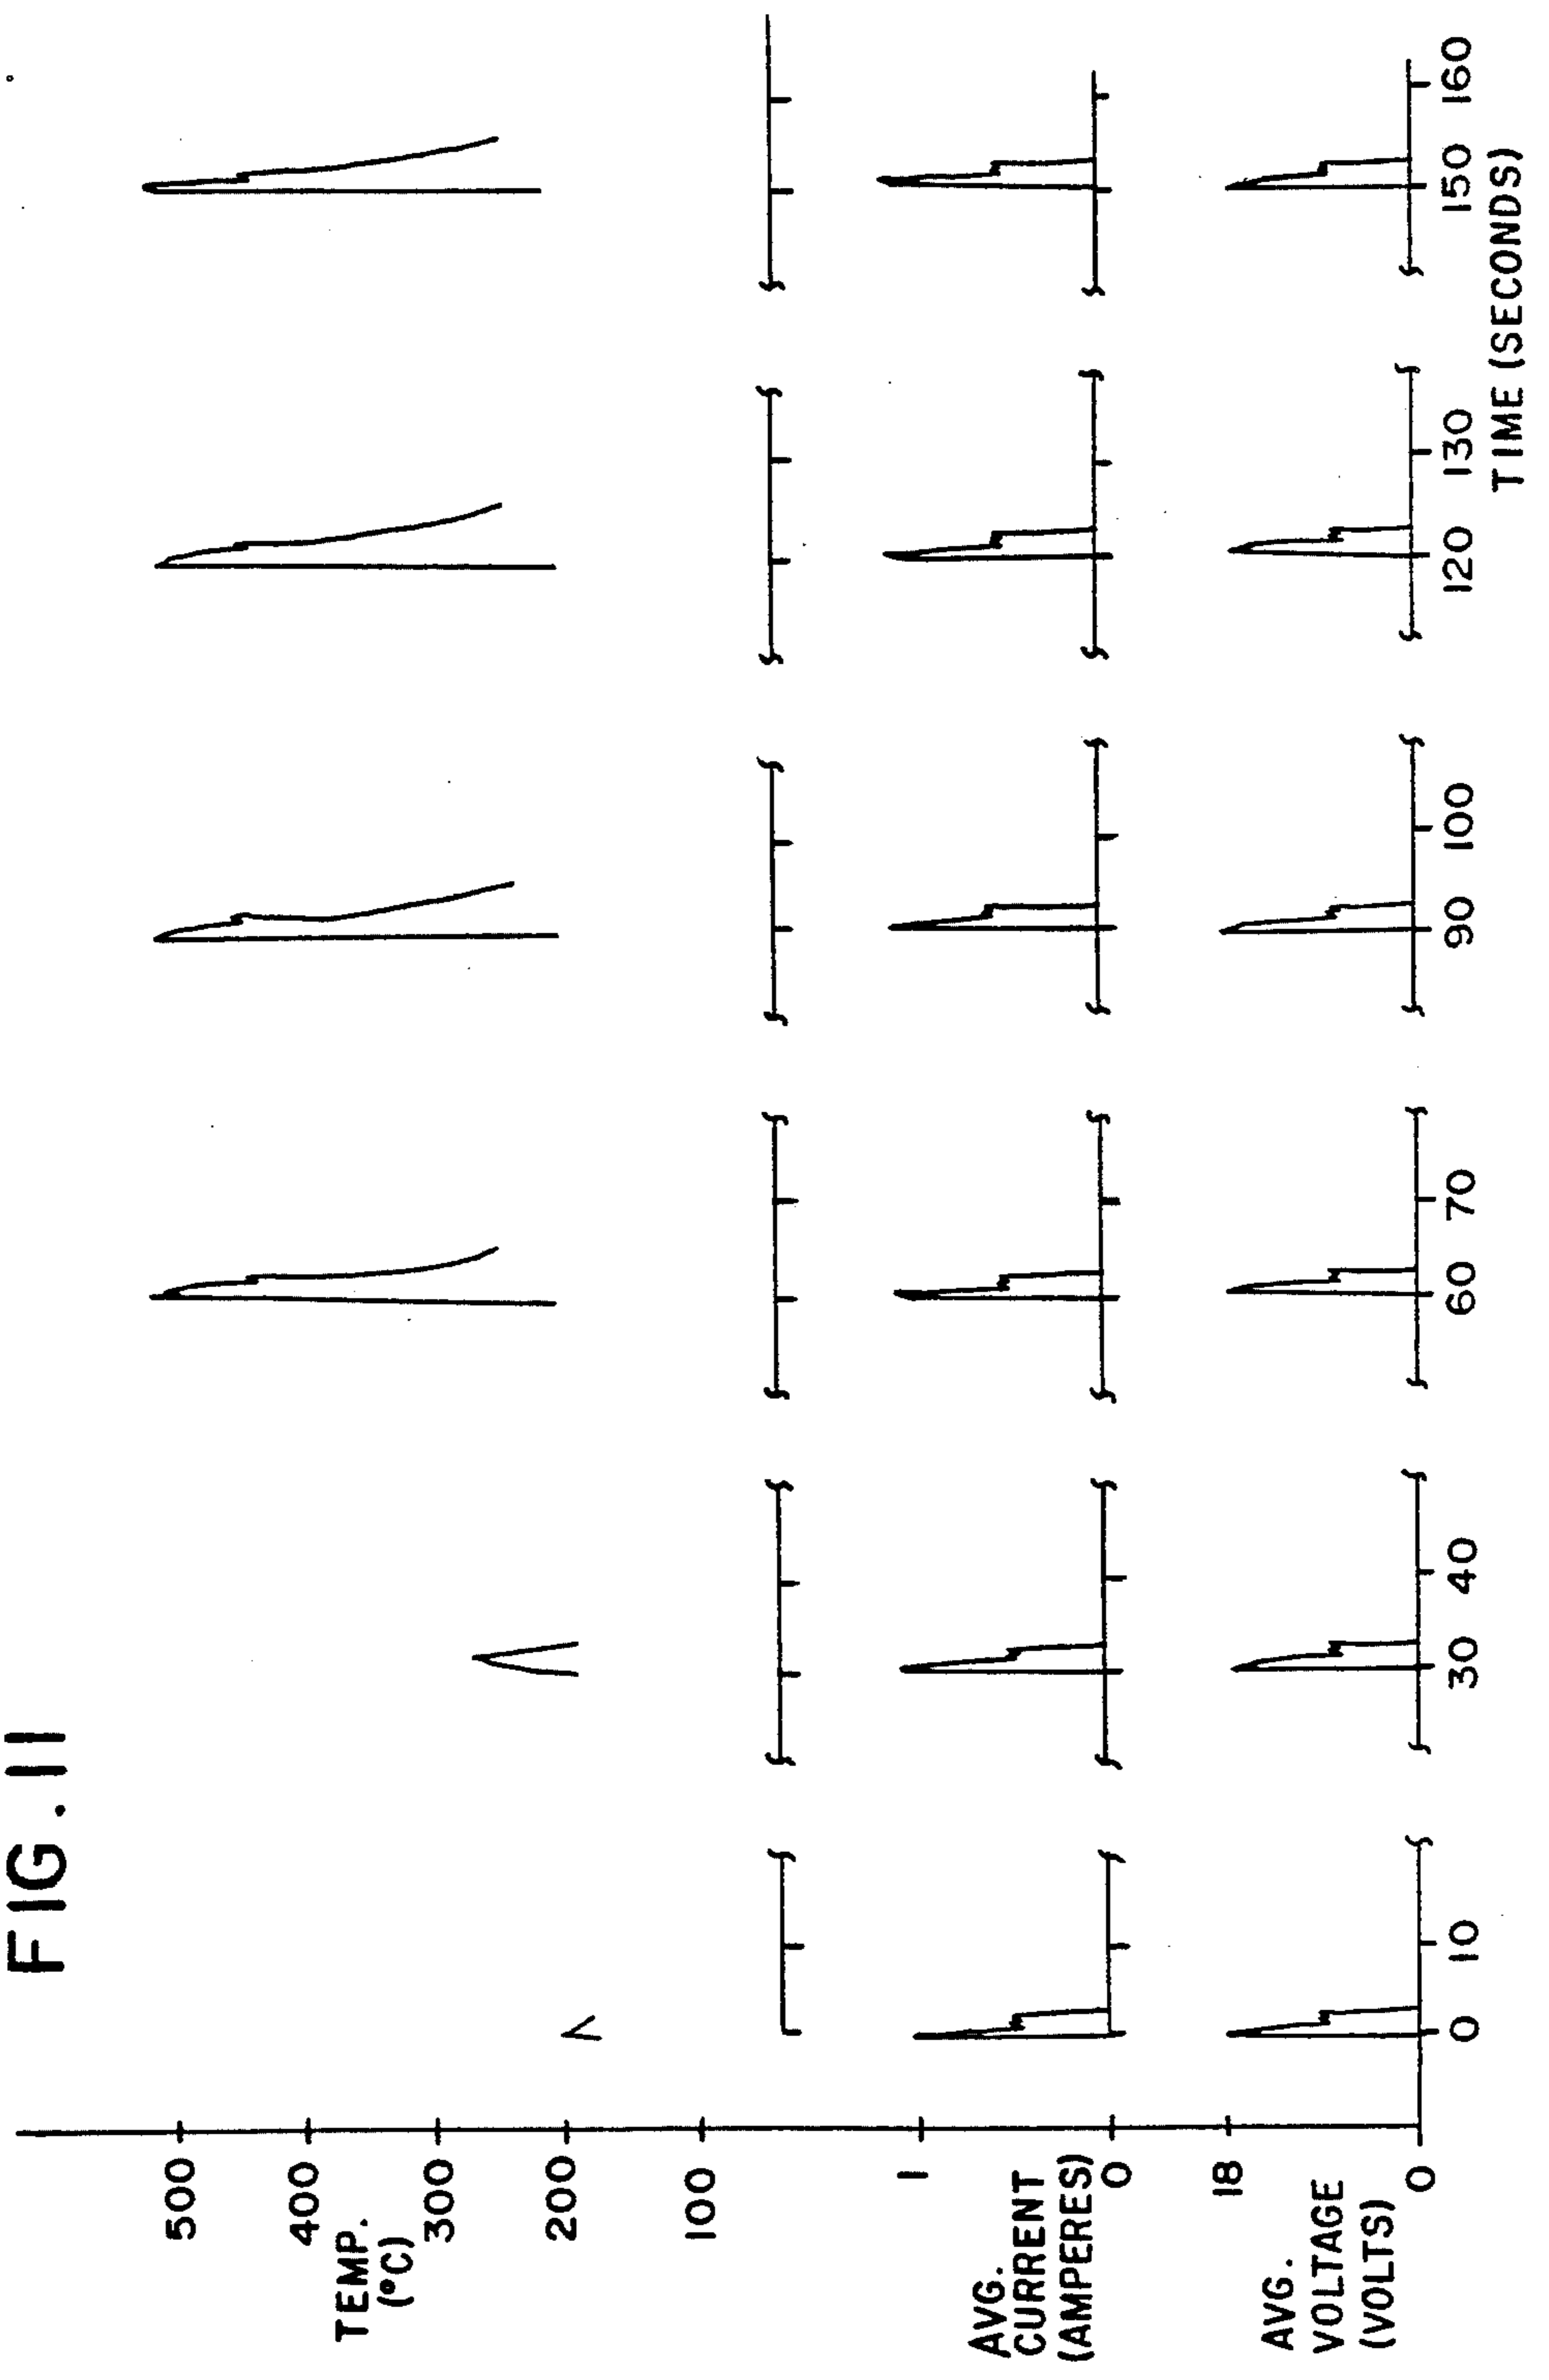 FIG. 11
500
400
TEMP.
(°C)
300
200
100
1
AVG.
CURRENT
(AMPERES)
0
18
AVG.
VOLTAGE
(VOLTS)
0
0 10 30 40 60 70 90 100 120 130 150 160
TIME (SECONDS)